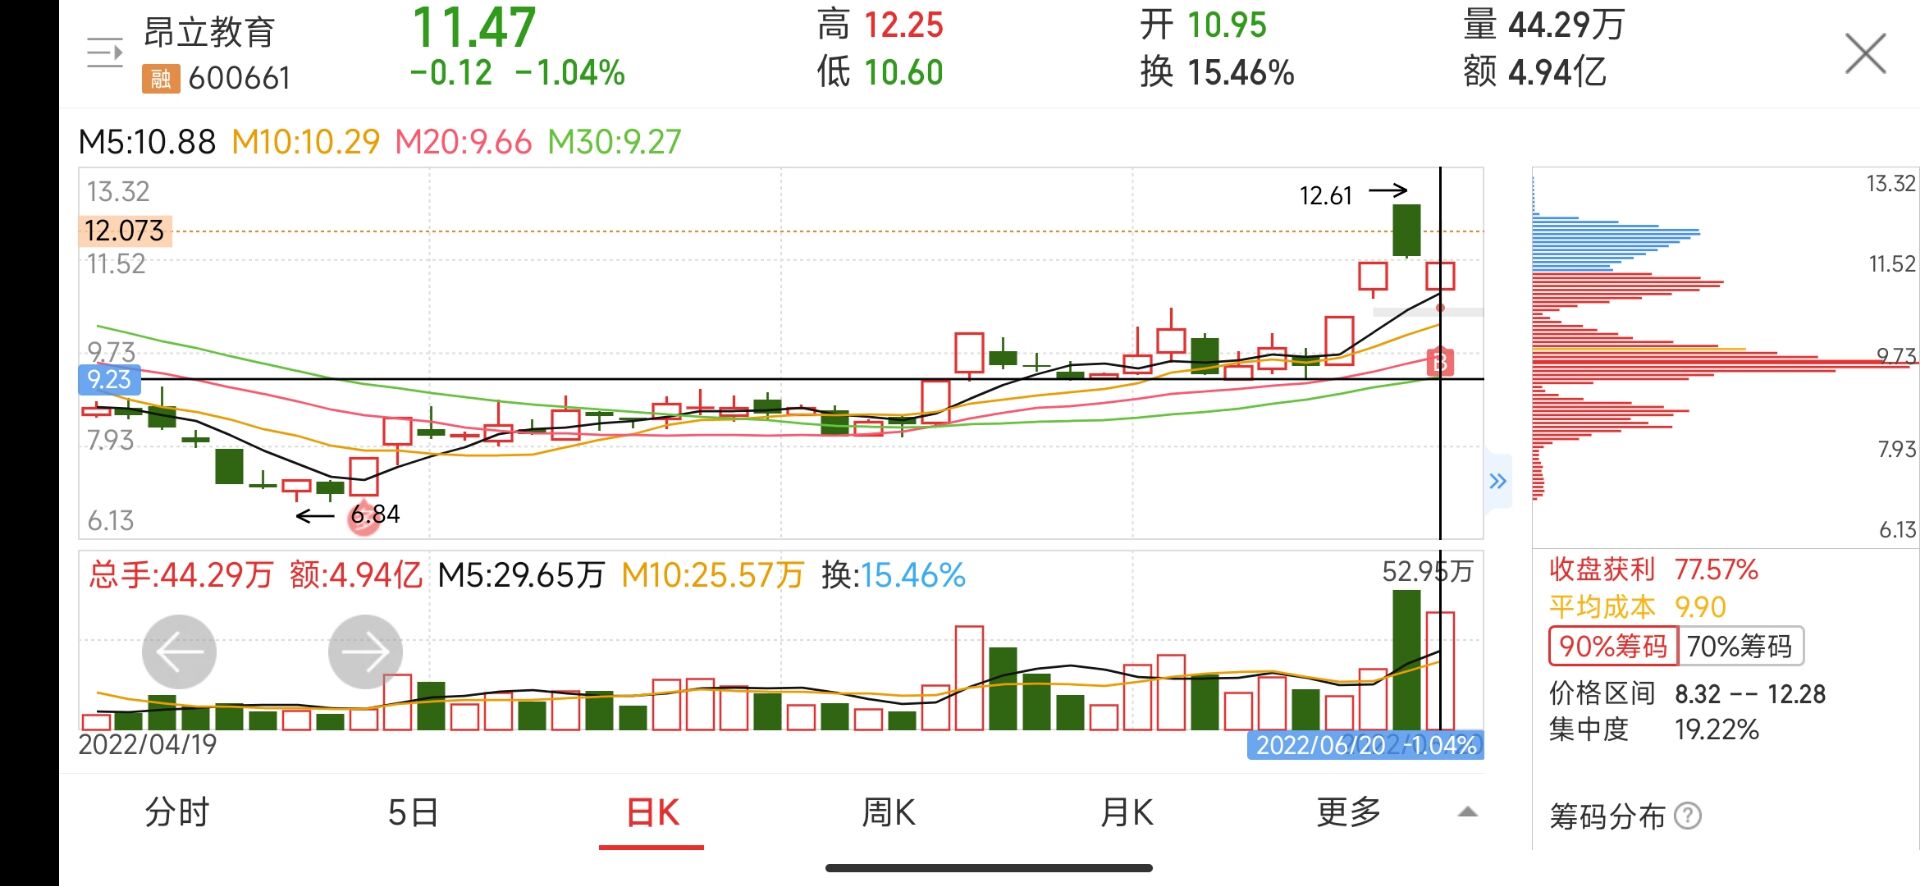 昂立教育 11.47 高 12.25 开 10.95 量 44.29万
融 600661 -0.12 -1.04% 低 10.60 换 15.46% 额 4.94亿
M5:10.88 M10:10.29 M20:9.66 M30:9.27
13.32
12.61
12.073
11.52
9.73
9.23
B
7.93
6.84
6.13
总手:44.29万 额:4.94亿 M5:29.65万 M10:25.57万 换:15.46% 52.95万
2022/04/19 2022/06/20 -1.04%
13.32
11.52
9.73
7.93
6.13
收盘获利 77.57%
平均成本 9.90
90%筹码 70%筹码
价格区间 8.32 -- 12.28
集中度 19.22%
筹码分布 ?
分时 5日 日K 周K 月K 更多